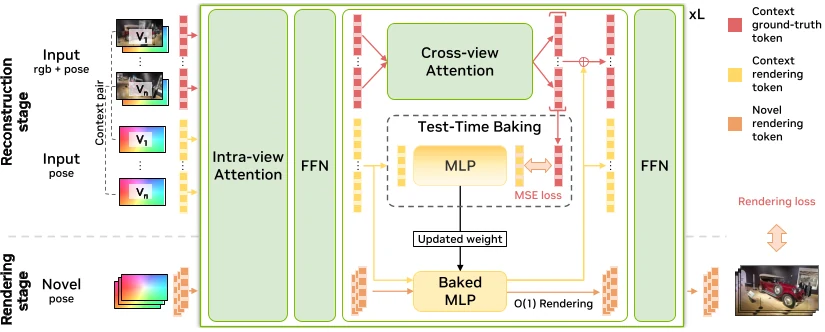 Reconstruction
stage
Input
rgb + pose
Context pair
V1
Vn
Input
pose
V1
Vn
Rendering
stage
Novel
pose
Intra-view
Attention
FFN
Cross-view
Attention
Test-Time Baking
MLP
MSE loss
Updated weight
Baked
MLP
O(1) Rendering
FFN
xL
Context
ground-truth
token
Context
rendering
token
Novel
rendering
token
Rendering loss